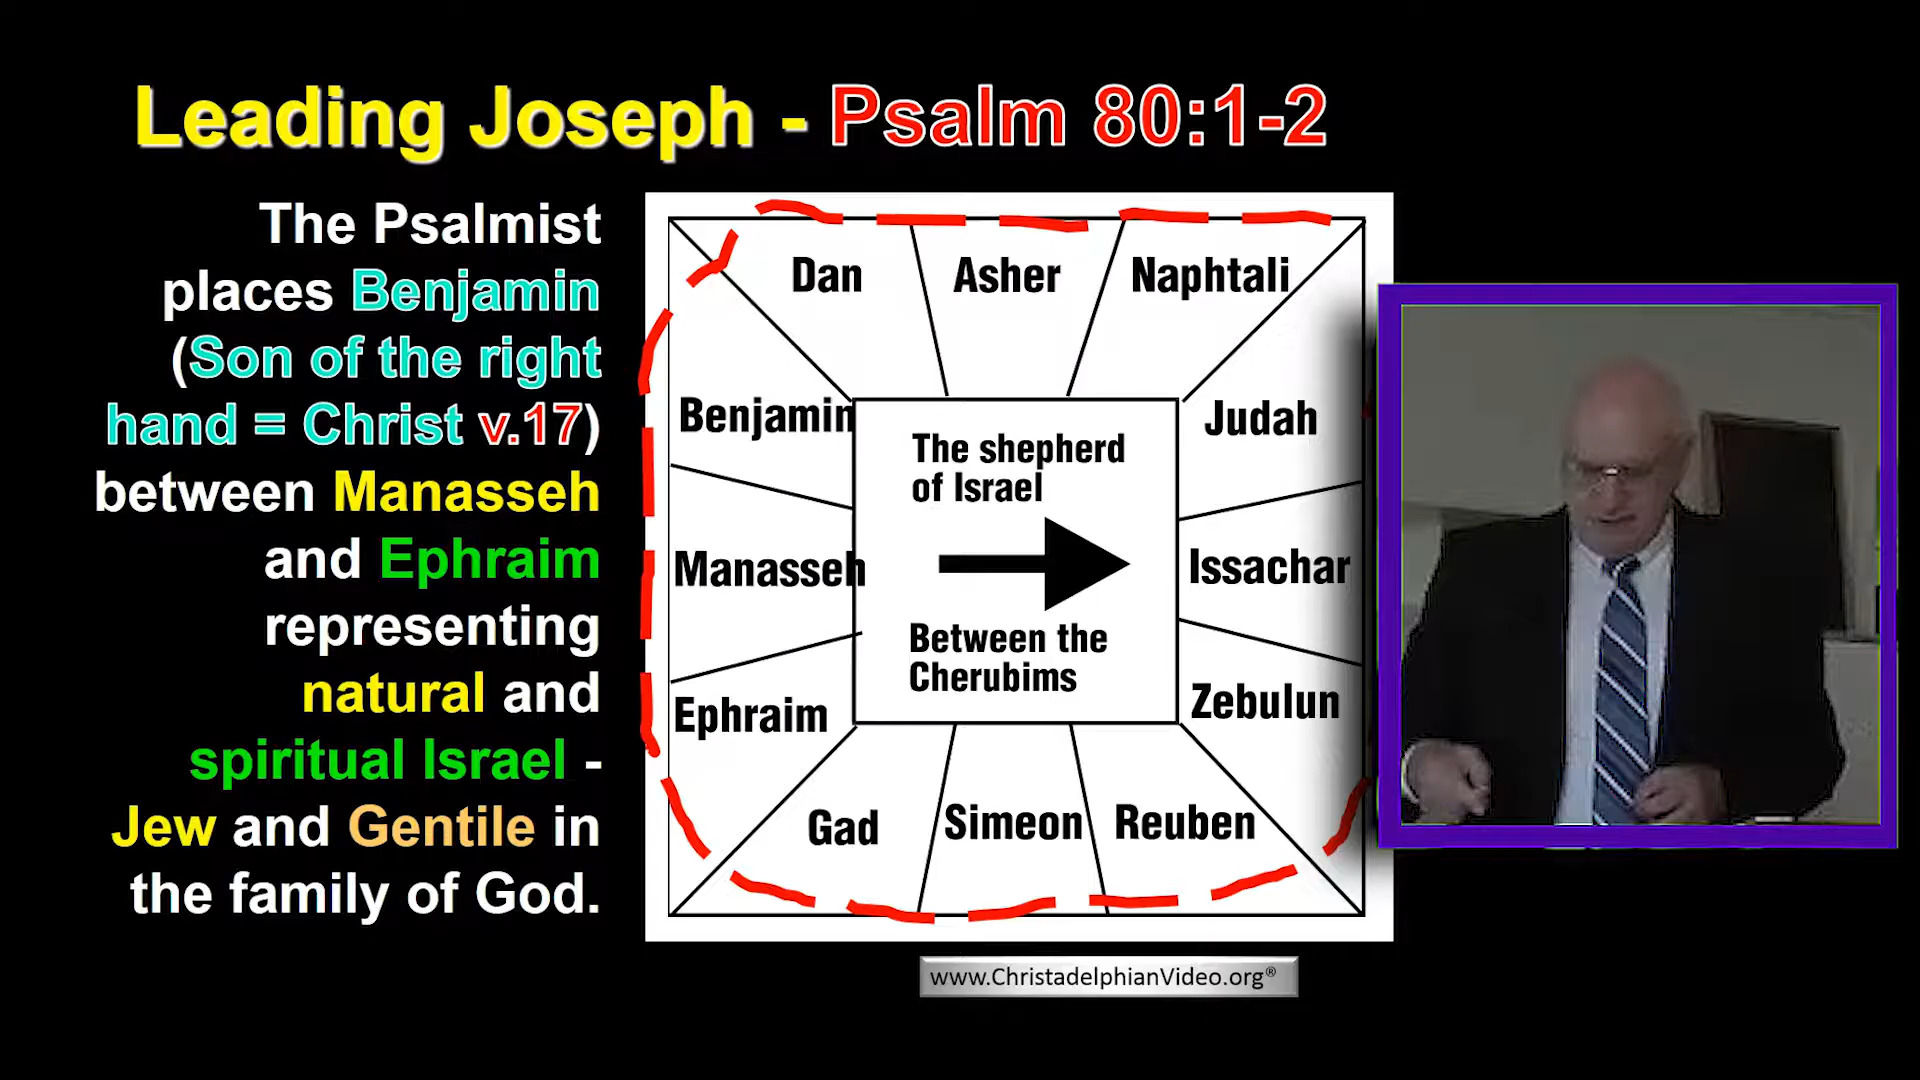 Leading Joseph - Psalm 80:1-2
The Psalmist
places Benjamin
(Son of the right
hand = Christ v.17)
between Manasseh
and Ephraim
representing
natural and
spiritual Israel -
Jew and Gentile in
the family of God.
Dan
Asher
Naphtali
Benjamin
Judah
The shepherd
of Israel
Manasseh
Issachar
Between the
Cherubims
Ephraim
Zebulun
Gad
Simeon
Reuben
www.ChristadelphianVideo.org®